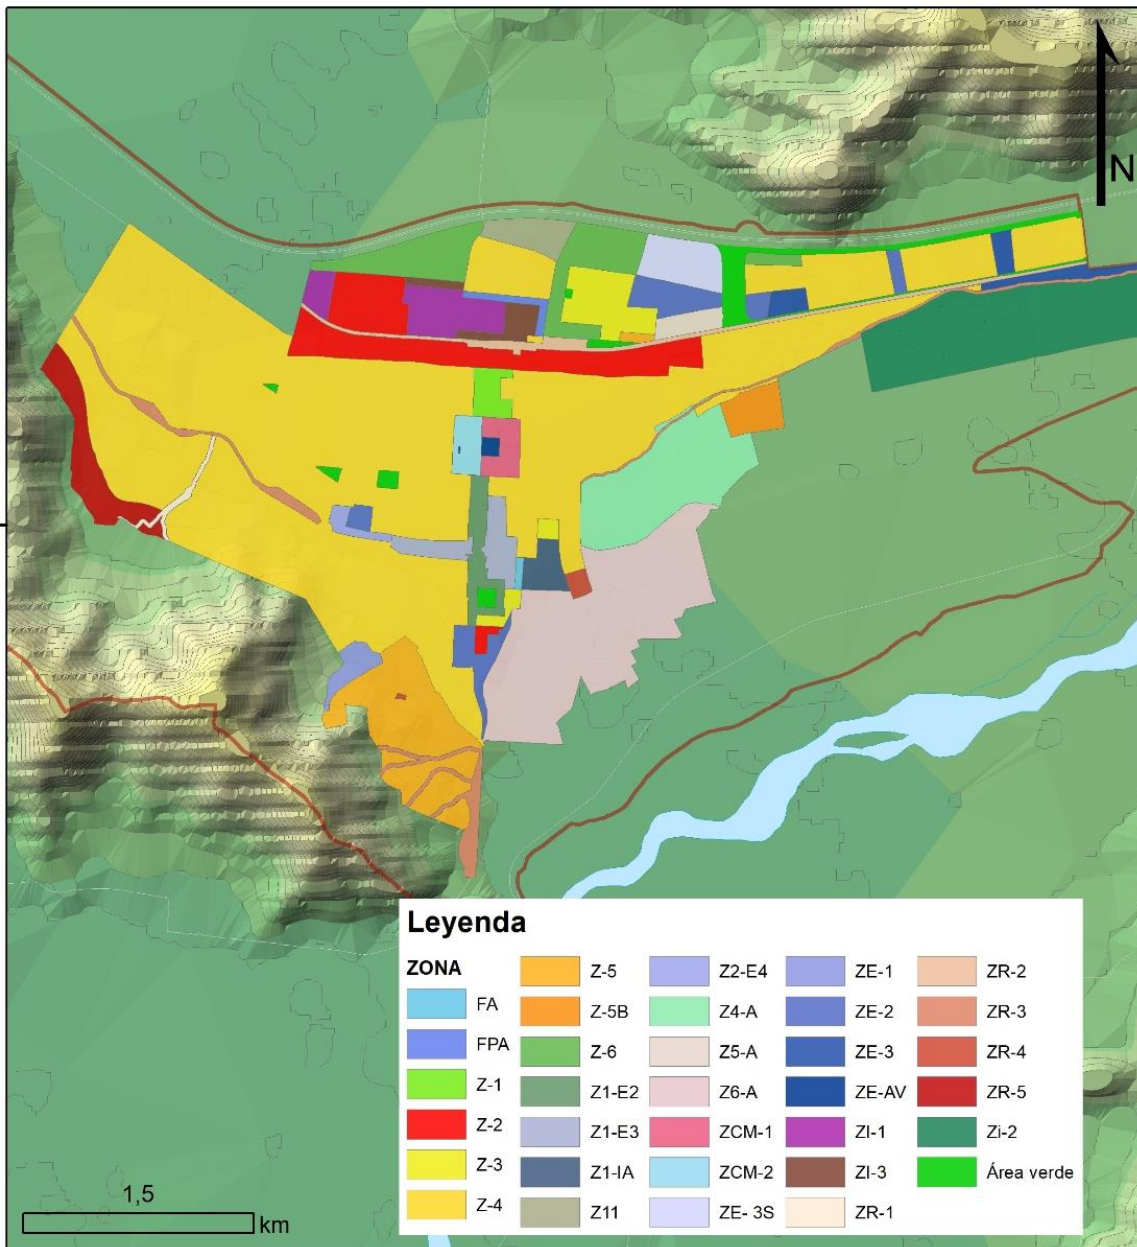 N
Leyenda
ZONA
FA
FPA
Z-1
Z-2
Z-3
Z-4
Z-5
Z-5B
Z-6
Z1-E2
Z1-E3
Z1-IA
Z11
Z2-E4
Z4-A
Z5-A
Z6-A
ZCM-1
ZCM-2
ZE- 3S
ZE-1
ZE-2
ZE-3
ZE-AV
ZI-1
ZI-3
ZR-1
ZR-2
ZR-3
ZR-4
ZR-5
Zi-2
Área verde
1,5
km